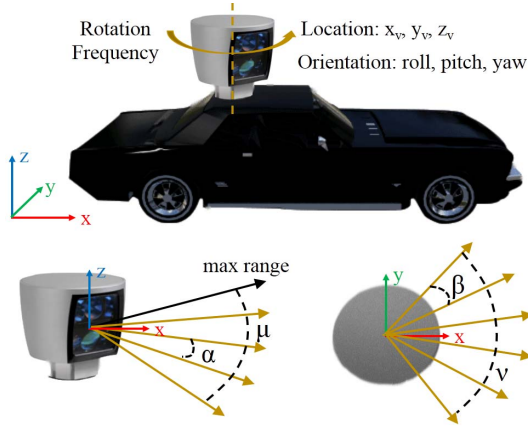 Rotation
Frequency
Location: xᵥ, yᵥ, zᵥ
Orientation: roll, pitch, yaw
z
y
x
z
max range
x
α
μ
y
β
x
ν